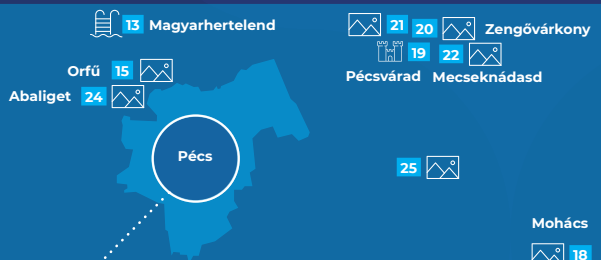 13 Magyarhertelend
21 20 Zengővárkony
19 22
Pécsvárad Mecseknádasd
Orfű 15
Abaliget 24
Pécs
25
Mohács
18